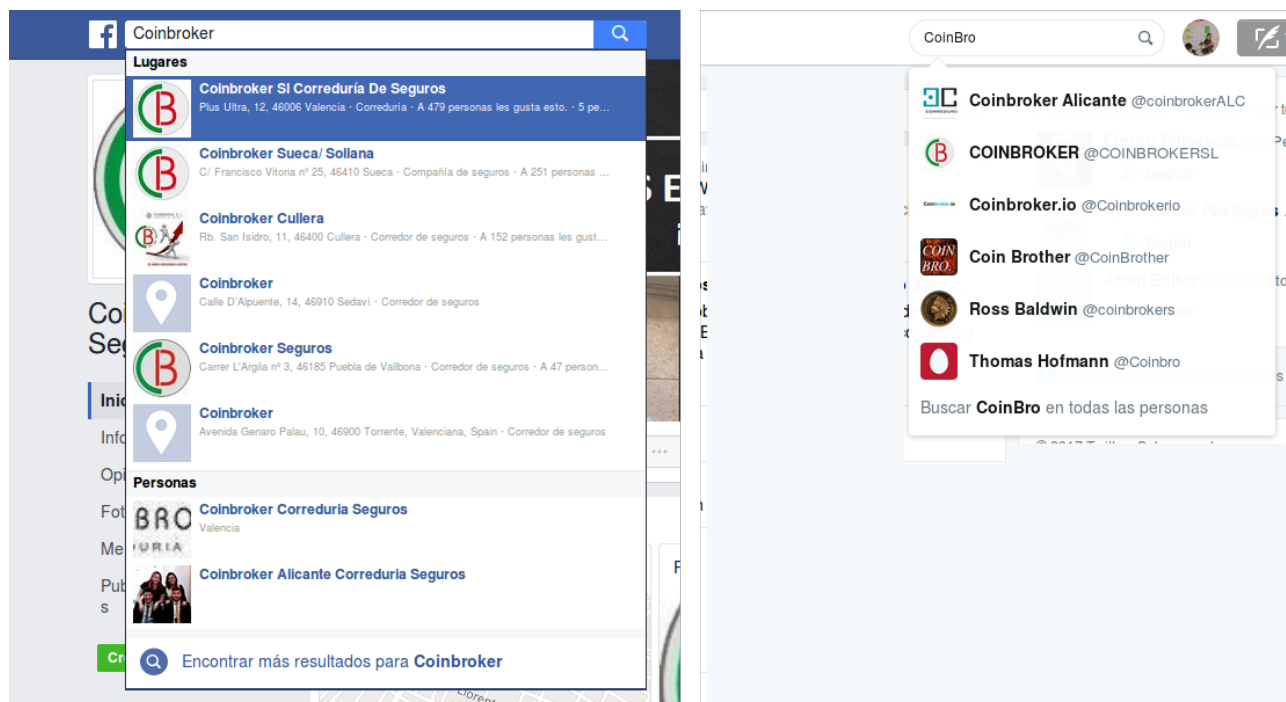 Coinbroker
Lugares
Coinbroker Sl Correduría De Seguros
Plus Ultra, 12, 46006 Valencia · Correduría · A 479 personas les gusta esto. · 5 pe...
Coinbroker Sueca/ Sollana
C/ Francisco Vitoria nº 25, 46410 Sueca · Compañía de seguros · A 251 personas ...
Coinbroker Cullera
Rb. San Isidro, 11, 46400 Cullera · Corredor de seguros · A 152 personas les gust...
Coinbroker
Calle D'Alpuente, 14, 46910 Sedaví · Corredor de seguros
Coinbroker Seguros
Carrer L'Argila nº 3, 46185 Puebla de Vallbona · Corredor de seguros · A 47 person...
Coinbroker
Avenida Genaro Palau, 10, 46900 Torrente, Valenciana, Spain · Corredor de seguros
Personas
Coinbroker Correduria Seguros
Valencia
Coinbroker Alicante Correduria Seguros
Encontrar más resultados para Coinbroker
CoinBro
Coinbroker Alicante @coinbrokerALC
COINBROKER @COINBROKERSL
Coinbroker.io @Coinbrokerio
COIN
BRO.
Coin Brother @CoinBrother
Ross Baldwin @coinbrokers
Thomas Hofmann @Coinbro
Buscar CoinBro en todas las personas